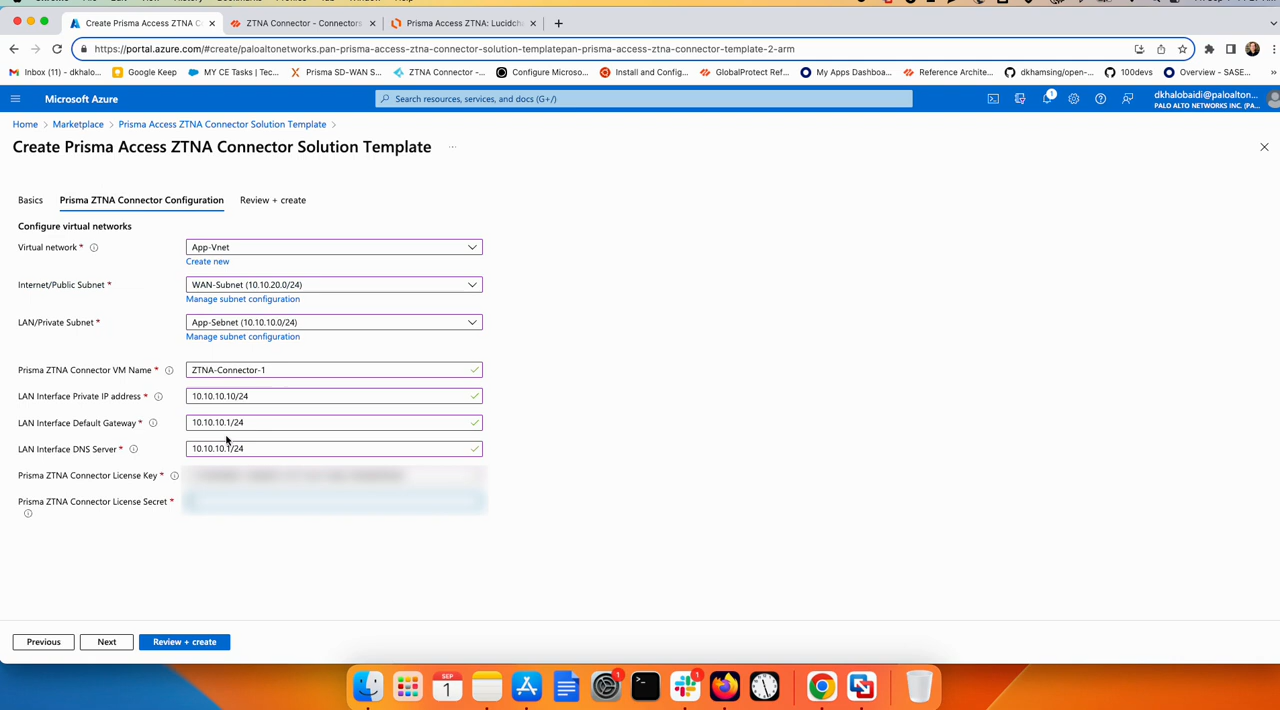 Create Prisma Access ZTNA C
ZTNA Connector - Connectors
Prisma Access ZTNA: Lucidch
https://portal.azure.com/#create/paloaltonetworks.pan-prisma-access-ztna-connector-solution-templatepan-prisma-access-ztna-connector-template-2-arm
Inbox (11) - dkhalo...
Google Keep
MY CE Tasks | Tec...
Prisma SD-WAN S...
ZTNA Connector -...
Configure Microso...
Install and Config...
GlobalProtect Ref...
My Apps Dashboa...
Reference Archite...
dkhamsing/open-...
100devs
Overview - SASE...
Microsoft Azure
Search resources, services, and docs (G+/)
1
dkhalobaidi@paloalton...
PALO ALTO NETWORKS INC. (PA...
Home > Marketplace > Prisma Access ZTNA Connector Solution Template >
Create Prisma Access ZTNA Connector Solution Template ...
Basics
Prisma ZTNA Connector Configuration
Review + create
Configure virtual networks
Virtual network *
App-Vnet
Create new
Internet/Public Subnet *
WAN-Subnet (10.10.20.0/24)
Manage subnet configuration
LAN/Private Subnet *
App-Sebnet (10.10.10.0/24)
Manage subnet configuration
Prisma ZTNA Connector VM Name *
ZTNA-Connector-1
LAN Interface Private IP address *
10.10.10.10/24
LAN Interface Default Gateway *
10.10.10.1/24
LAN Interface DNS Server *
10.10.10.1/24
Prisma ZTNA Connector License Key *
Prisma ZTNA Connector License Secret *
Previous
Next
Review + create
SEP
1
1
1